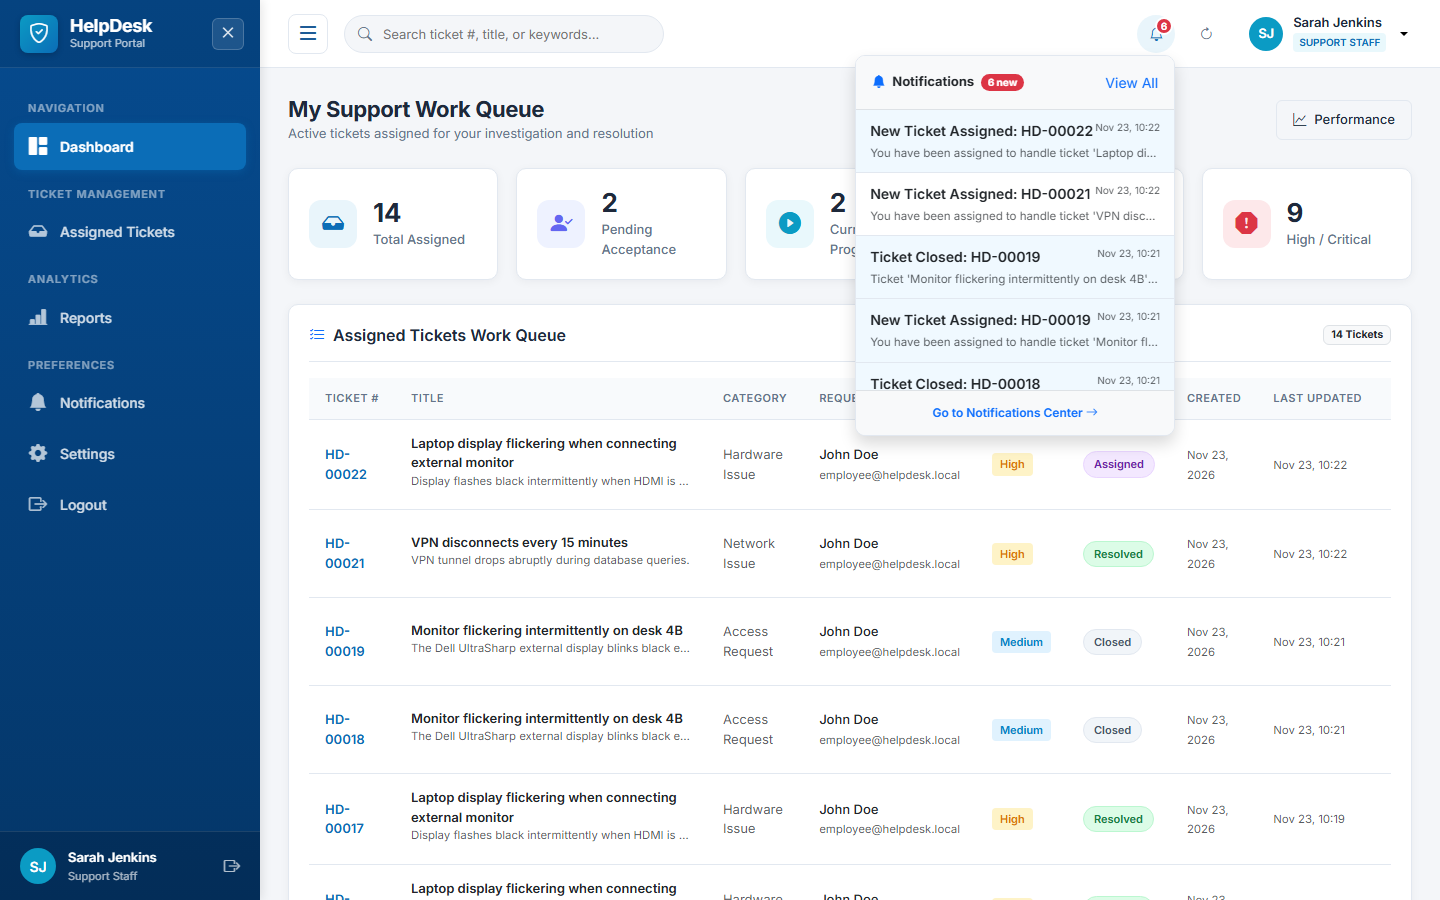 HelpDesk
Support Portal
NAVIGATION
Dashboard
TICKET MANAGEMENT
Assigned Tickets
ANALYTICS
Reports
PREFERENCES
Notifications
Settings
Logout
SJ
Sarah Jenkins
Support Staff
Search ticket #, title, or keywords...
6
SJ
Sarah Jenkins
SUPPORT STAFF
My Support Work Queue
Active tickets assigned for your investigation and resolution
Performance
14
Total Assigned
2
Pending
Acceptance
2
9
High / Critical
Notifications 6 new View All
New Ticket Assigned: HD-00022 Nov 23, 10:22
You have been assigned to handle ticket 'Laptop di...
New Ticket Assigned: HD-00021 Nov 23, 10:22
You have been assigned to handle ticket 'VPN disc...
Ticket Closed: HD-00019 Nov 23, 10:21
Ticket 'Monitor flickering intermittently on desk 4B'...
New Ticket Assigned: HD-00019 Nov 23, 10:21
You have been assigned to handle ticket 'Monitor fl...
Ticket Closed: HD-00018 Nov 23, 10:21
Go to Notifications Center →
Assigned Tickets Work Queue
14 Tickets
TICKET # TITLE CATEGORY CREATED LAST UPDATED
HD-
00022
Laptop display flickering when connecting
external monitor
Display flashes black intermittently when HDMI is ...
Hardware
Issue
John Doe
employee@helpdesk.local
High
Assigned
Nov 23,
2026
Nov 23, 10:22
HD-
00021
VPN disconnects every 15 minutes
VPN tunnel drops abruptly during database queries.
Network
Issue
John Doe
employee@helpdesk.local
High
Resolved
Nov 23,
2026
Nov 23, 10:22
HD-
00019
Monitor flickering intermittently on desk 4B
The Dell UltraSharp external display blinks black e...
Access
Request
John Doe
employee@helpdesk.local
Medium
Closed
Nov 23,
2026
Nov 23, 10:21
HD-
00018
Monitor flickering intermittently on desk 4B
The Dell UltraSharp external display blinks black e...
Access
Request
John Doe
employee@helpdesk.local
Medium
Closed
Nov 23,
2026
Nov 23, 10:21
HD-
00017
Laptop display flickering when connecting
external monitor
Display flashes black intermittently when HDMI is ...
Hardware
Issue
John Doe
employee@helpdesk.local
High
Resolved
Nov 23,
2026
Nov 23, 10:19
HD-
Laptop display flickering when connecting
Hardware
John Doe
Nov 23,